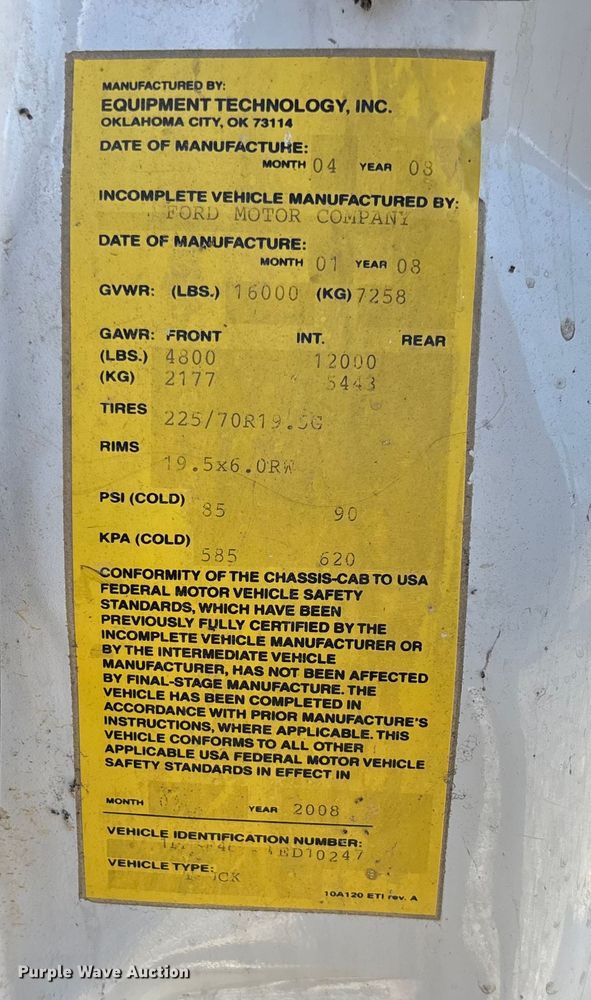 MANUFACTURED BY:
EQUIPMENT TECHNOLOGY, INC.
OKLAHOMA CITY, OK 73114
DATE OF MANUFACTURE:
MONTH 04 YEAR 08
INCOMPLETE VEHICLE MANUFACTURED BY:
FORD MOTOR COMPANY
DATE OF MANUFACTURE:
MONTH 01 YEAR 08
GVWR: (LBS.) 16000 (KG) 7258
GAWR: FRONT INT. REAR
(LBS.) 4800 12000
(KG) 2177 5443
TIRES 225/70R19.5G
RIMS 19.5x6.0RW
PSI (COLD) 85 90
KPA (COLD) 585 620
CONFORMITY OF THE CHASSIS-CAB TO USA
FEDERAL MOTOR VEHICLE SAFETY
STANDARDS, WHICH HAVE BEEN
PREVIOUSLY FULLY CERTIFIED BY THE
INCOMPLETE VEHICLE MANUFACTURER OR
BY THE INTERMEDIATE VEHICLE
MANUFACTURER, HAS NOT BEEN AFFECTED
BY FINAL-STAGE MANUFACTURE. THE
VEHICLE HAS BEEN COMPLETED IN
ACCORDANCE WITH PRIOR MANUFACTURE'S
INSTRUCTIONS, WHERE APPLICABLE. THIS
VEHICLE CONFORMS TO ALL OTHER
APPLICABLE USA FEDERAL MOTOR VEHICLE
SAFETY STANDARDS IN EFFECT IN
MONTH YEAR 2008
VEHICLE IDENTIFICATION NUMBER:
VEHICLE TYPE:
10A120 ETI rev. A
Purple Wave Auction